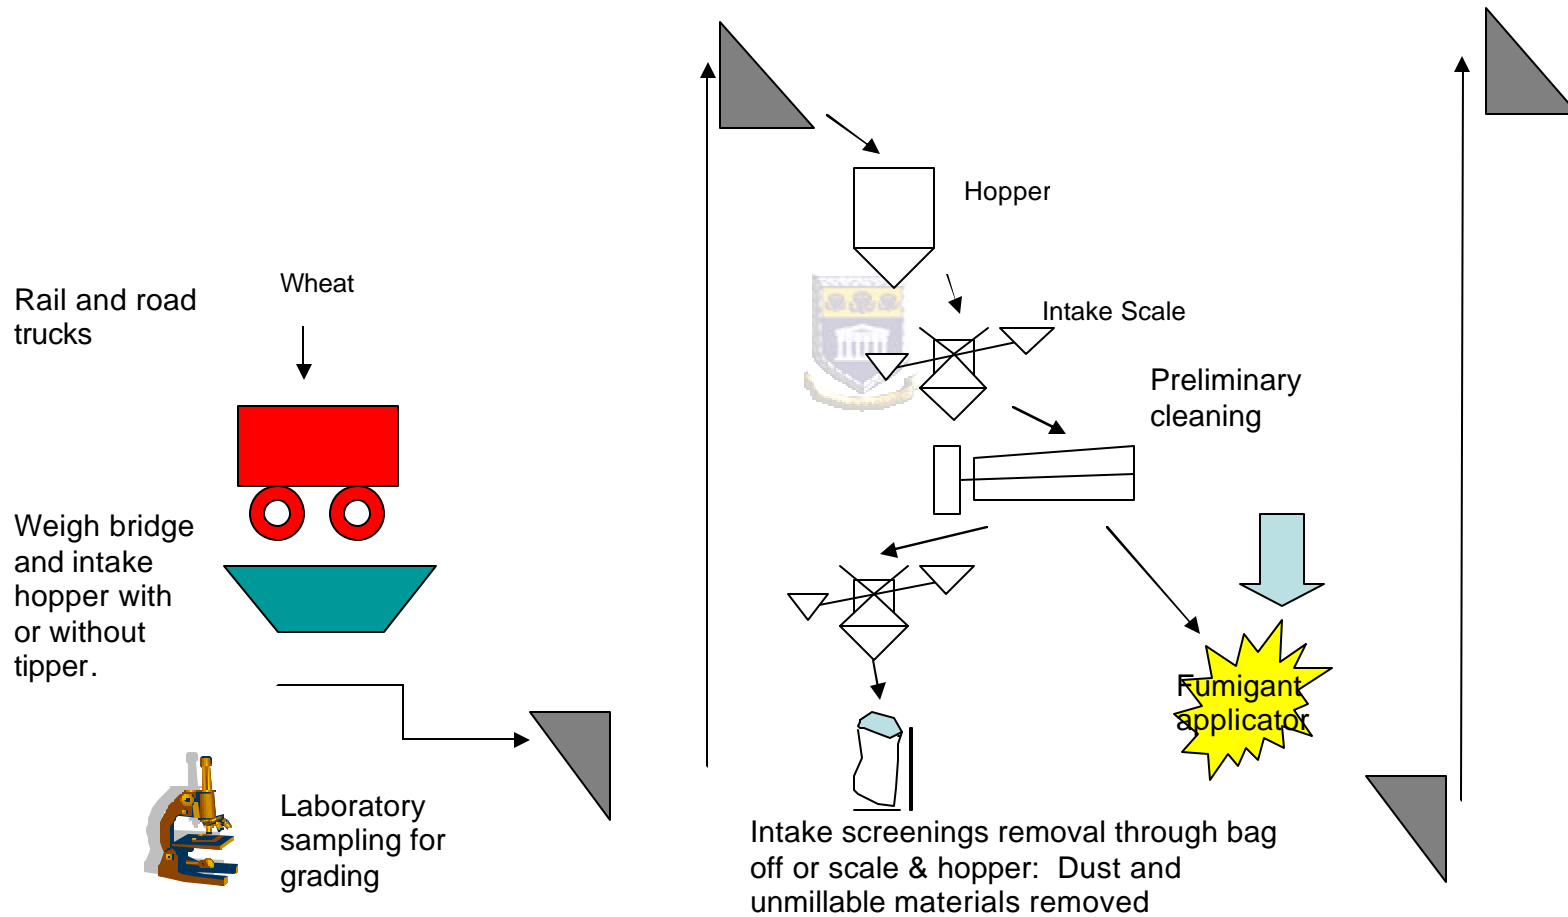 Rail and road
trucks
Wheat
Weigh bridge
and intake
hopper with
or without
tipper.
Laboratory
sampling for
grading
Hopper
Intake Scale
Preliminary
cleaning
Fumigant
applicator
Intake screenings removal through bag
off or scale & hopper:  Dust and
unmillable materials removed